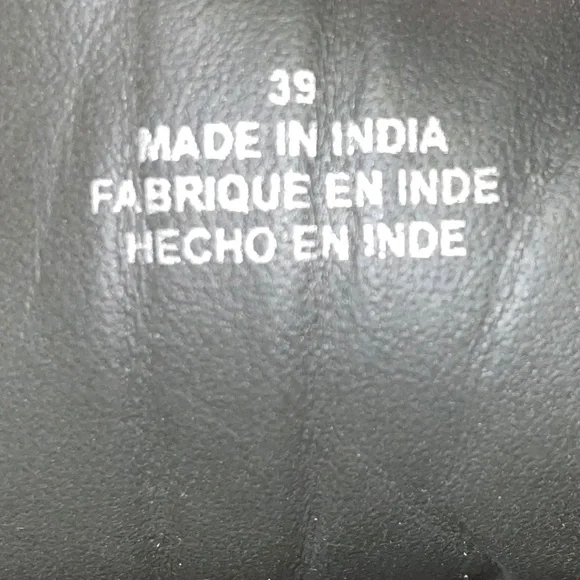 39
MADE IN INDIA
FABRIQUE EN INDE
HECHO EN INDE